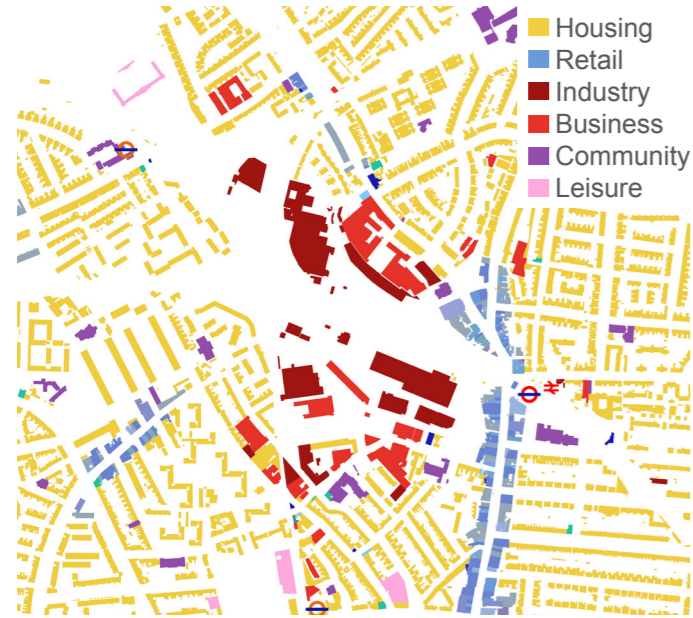 Housing
Retail
Industry
Business
Community
Leisure